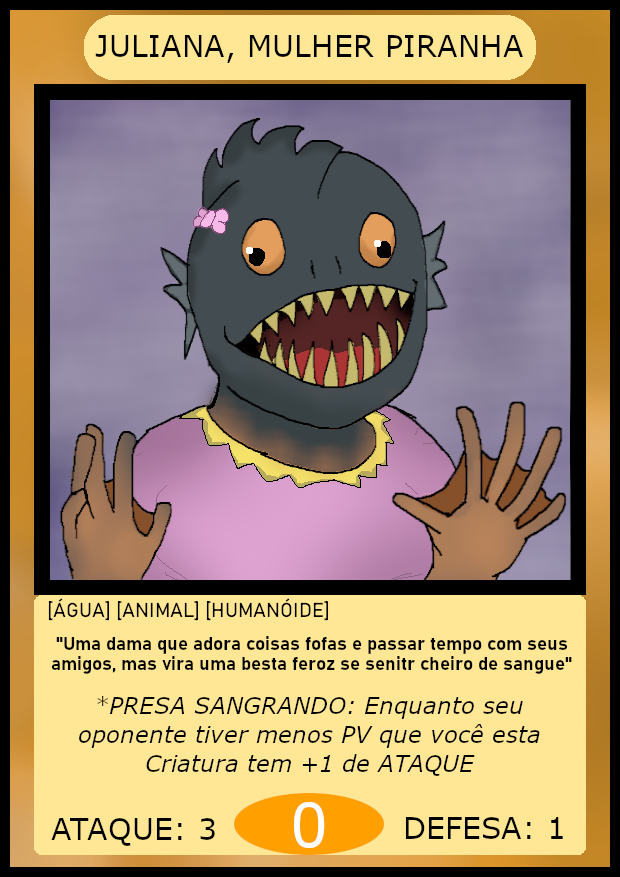 JULIANA, MULHER PIRANHA
[ÁGUA] [ANIMAL] [HUMANÓIDE]
"Uma dama que adora coisas fofas e passar tempo com seus
amigos, mas vira uma besta feroz se senitr cheiro de sangue"
*PRESA SANGRANDO: Enquanto seu
oponente tiver menos PV que você esta
Criatura tem +1 de ATAQUE
ATAQUE: 3 0 DEFESA: 1